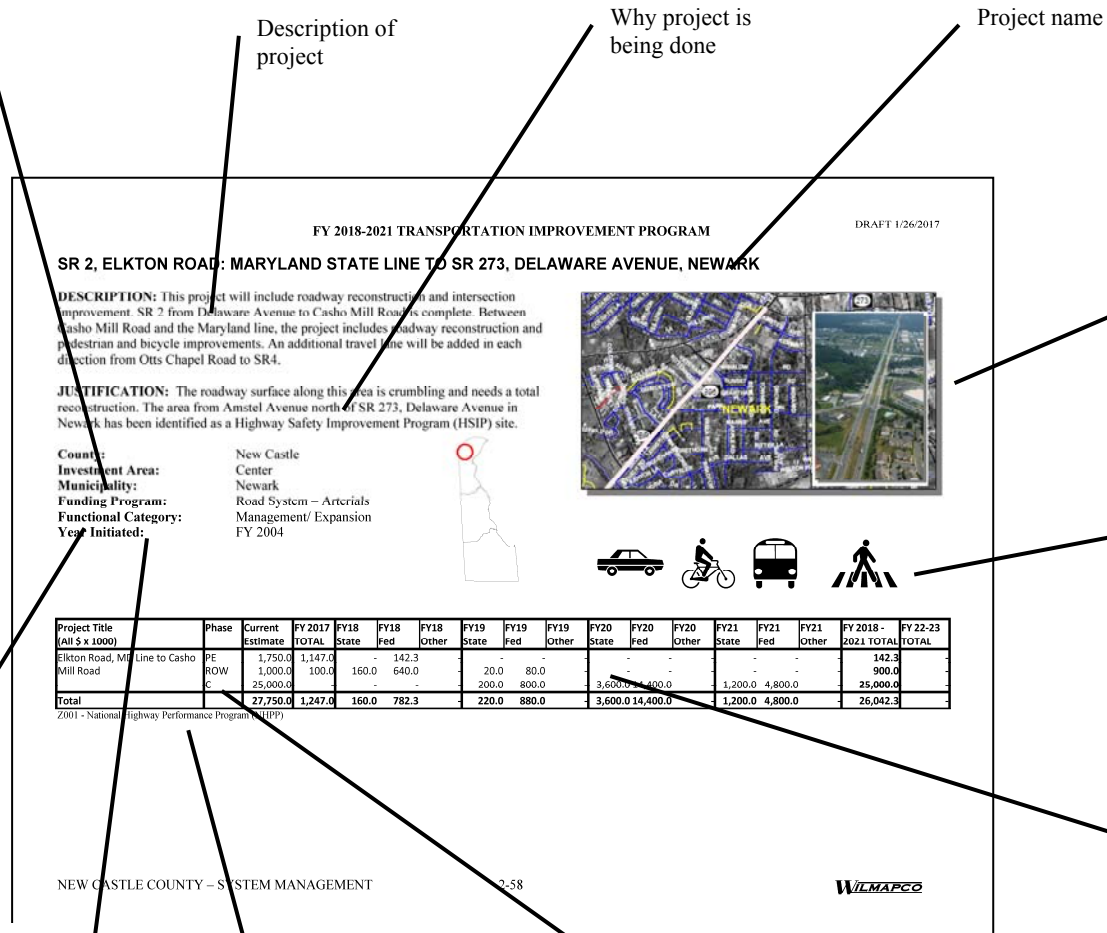 Description of
project
Why project is
being done
Project name
FY 2018-2021 TRANSPORTATION IMPROVEMENT PROGRAM
DRAFT 1/26/2017
SR 2, ELKTON ROAD: MARYLAND STATE LINE TO SR 273, DELAWARE AVENUE, NEWARK
DESCRIPTION: This project will include roadway reconstruction and intersection
improvement. SR 2 from Delaware Avenue to Casho Mill Road is complete. Between
Casho Mill Road and the Maryland line, the project includes roadway reconstruction and
pedestrian and bicycle improvements. An additional travel lane will be added in each
direction from Otts Chapel Road to SR4.
JUSTIFICATION: The roadway surface along this area is crumbling and needs a total
reconstruction. The area from Amstel Avenue north of SR 273, Delaware Avenue in
Newark has been identified as a Highway Safety Improvement Program (HSIP) site.
County: New Castle
Investment Area: Center
Municipality: Newark
Funding Program: Road System – Arterials
Functional Category: Management/ Expansion
Year Initiated: FY 2004
273
NEWARK
Project Title Phase Current FY 2017 FY18 FY18 FY18 FY19 FY19 FY19 FY20 FY20 FY20 FY21 FY21 FY21 FY 2018 - FY 22-23
(All $ x 1000) Estimate TOTAL State Fed Other State Fed Other State Fed Other State Fed Other 2021 TOTAL TOTAL
Elkton Road, MD Line to Casho PE 1,750.0 1,147.0 - 142.3 - - - - - - - - - - 142.3 -
Mill Road ROW 1,000.0 100.0 160.0 640.0 - 20.0 80.0 - - - - - - - 900.0 -
C 25,000.0 - - - - 200.0 800.0 - 3,600.0 14,400.0 - 1,200.0 4,800.0 - 25,000.0 -
Total 27,750.0 1,247.0 160.0 782.3 - 220.0 880.0 - 3,600.0 14,400.0 - 1,200.0 4,800.0 - 26,042.3 -
Z001 - National Highway Performance Program (NHPP)
NEW CASTLE COUNTY – SYSTEM MANAGEMENT
2-58
WILMAPCO